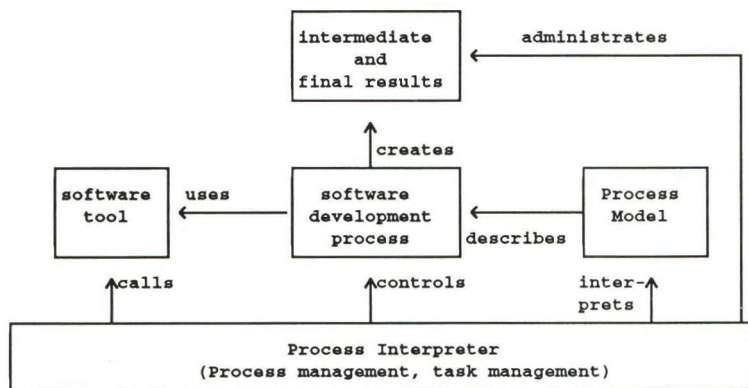 intermediate
and
final results
administrates
creates
software
tool
uses
software
development
process
describes
Process
Model
calls
controls
inter-
prets
Process Interpreter
(Process management, task management)